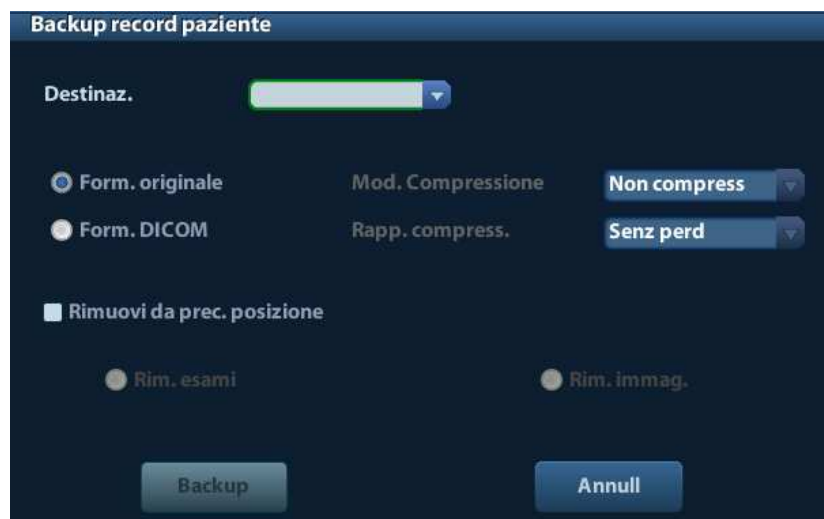 Backup record paziente
Destinaz.
Form. originale Mod. Compressione Non compress
Form. DICOM Rapp. compress. Senz perd
Rimuovi da prec. posizione
Rim. esami Rim. immag.
Backup Annull